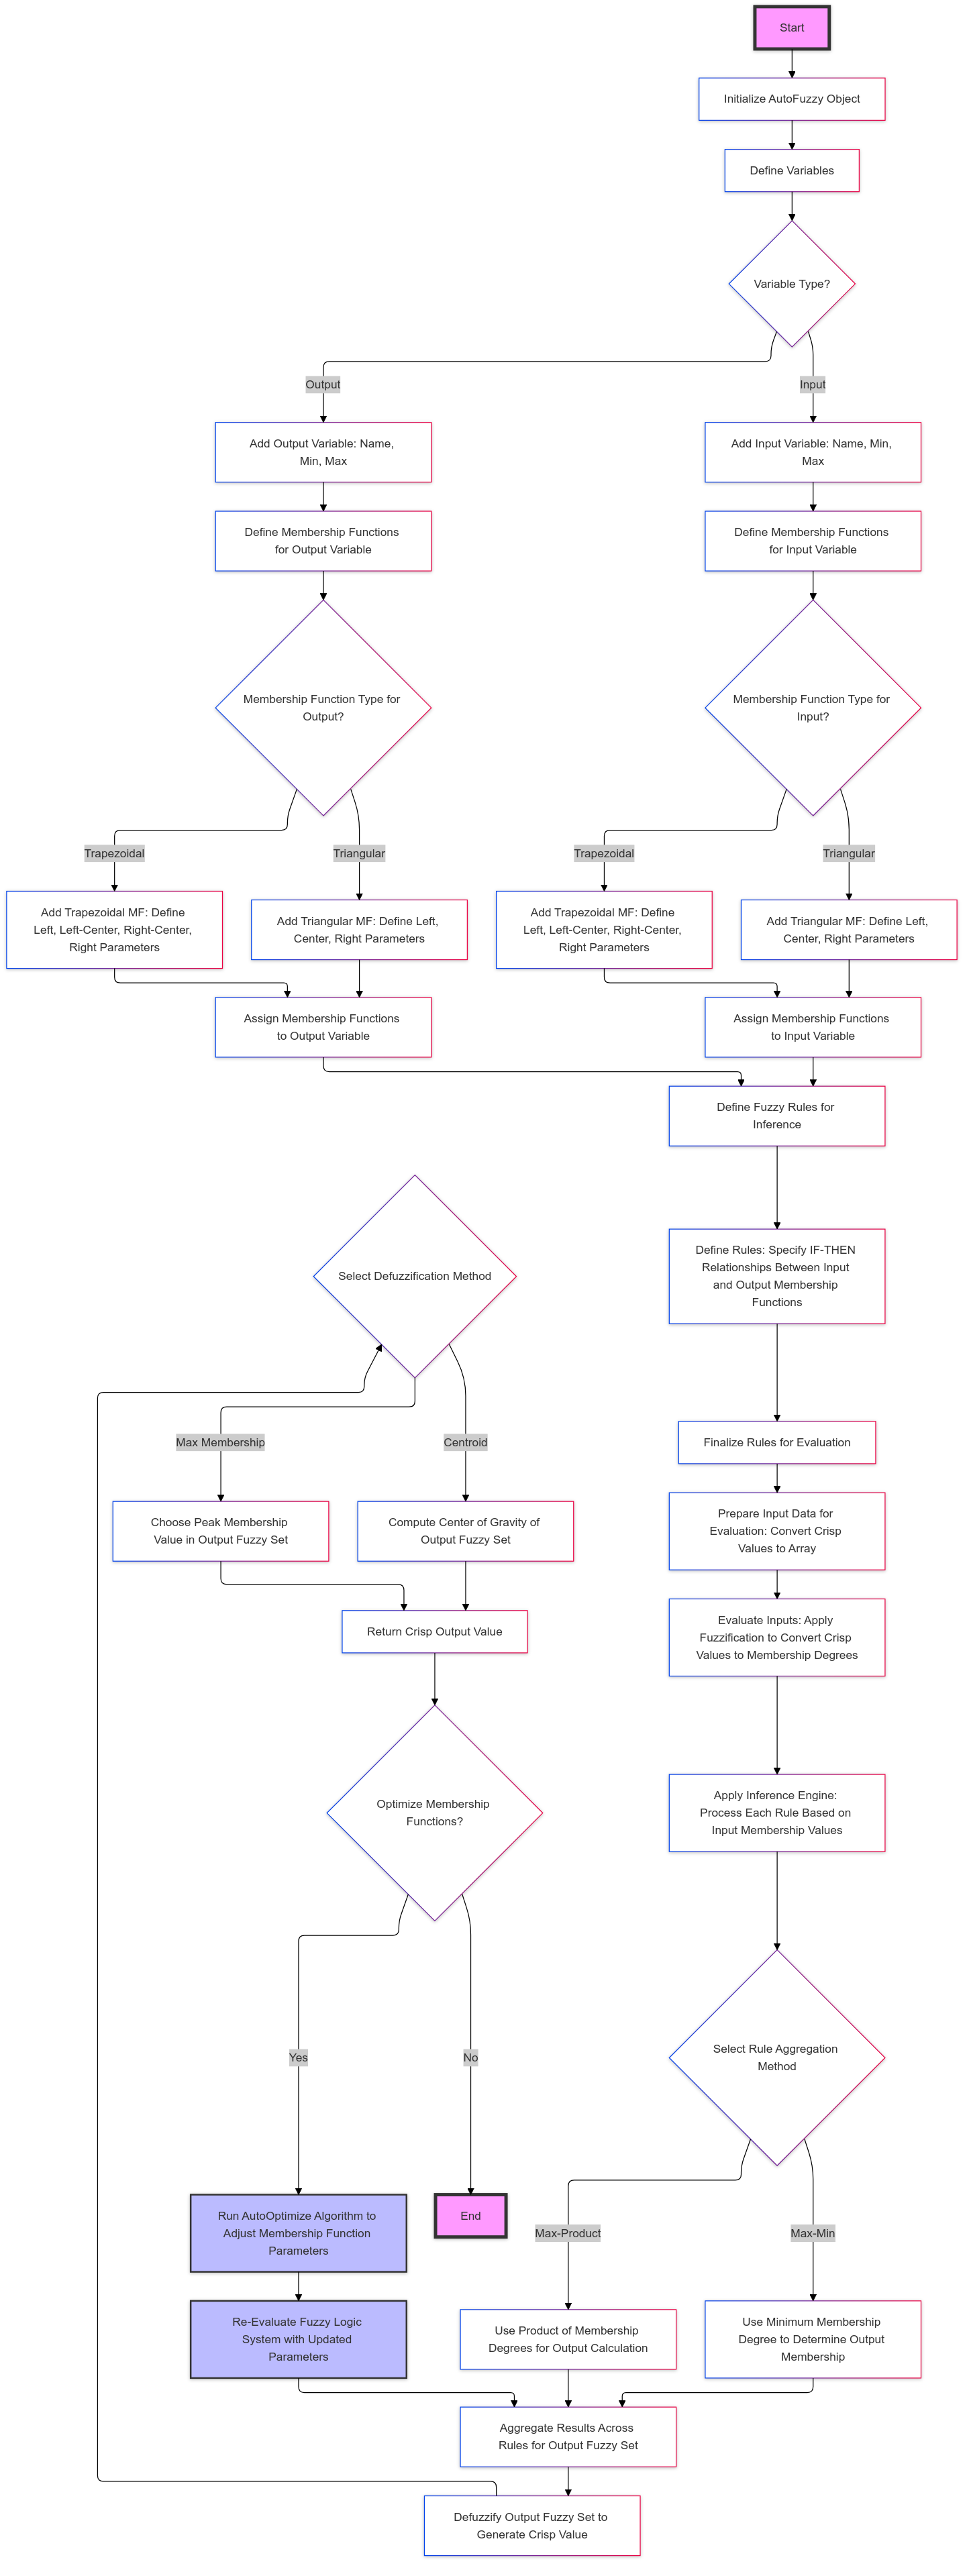 Start
Initialize AutoFuzzy Object
Define Variables
Variable Type?
Output
Input
Add Output Variable: Name,
Min, Max
Add Input Variable: Name, Min,
Max
Define Membership Functions
for Output Variable
Define Membership Functions
for Input Variable
Membership Function Type for
Output?
Membership Function Type for
Input?
Trapezoidal
Triangular
Trapezoidal
Triangular
Add Trapezoidal MF: Define
Left, Left-Center, Right-Center,
Right Parameters
Add Triangular MF: Define Left,
Center, Right Parameters
Add Trapezoidal MF: Define
Left, Left-Center, Right-Center,
Right Parameters
Add Triangular MF: Define Left,
Center, Right Parameters
Assign Membership Functions
to Output Variable
Assign Membership Functions
to Input Variable
Define Fuzzy Rules for
Inference
Define Rules: Specify IF-THEN
Relationships Between Input
and Output Membership
Functions
Finalize Rules for Evaluation
Prepare Input Data for
Evaluation: Convert Crisp
Values to Array
Evaluate Inputs: Apply
Fuzzification to Convert Crisp
Values to Membership Degrees
Apply Inference Engine:
Process Each Rule Based on
Input Membership Values
Select Rule Aggregation
Method
Max-Product
Max-Min
Use Product of Membership
Degrees for Output Calculation
Use Minimum Membership
Degree to Determine Output
Membership
Aggregate Results Across
Rules for Output Fuzzy Set
Defuzzify Output Fuzzy Set to
Generate Crisp Value
Select Defuzzification Method
Max Membership
Centroid
Choose Peak Membership
Value in Output Fuzzy Set
Compute Center of Gravity of
Output Fuzzy Set
Return Crisp Output Value
Optimize Membership
Functions?
Yes
No
Run AutoOptimize Algorithm to
Adjust Membership Function
Parameters
End
Re-Evaluate Fuzzy Logic
System with Updated
Parameters